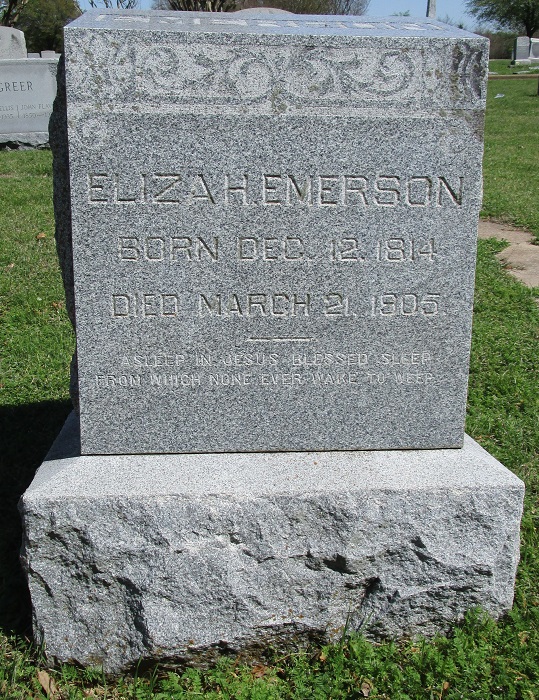 GREER
ELIZA H. EMERSON
BORN DEC. 12. 1814
DIED MARCH 21. 1905.
ASLEEP IN JESUS, BLESSED SLEEP
FROM WHICH NONE EVER WAKE TO WEEP.